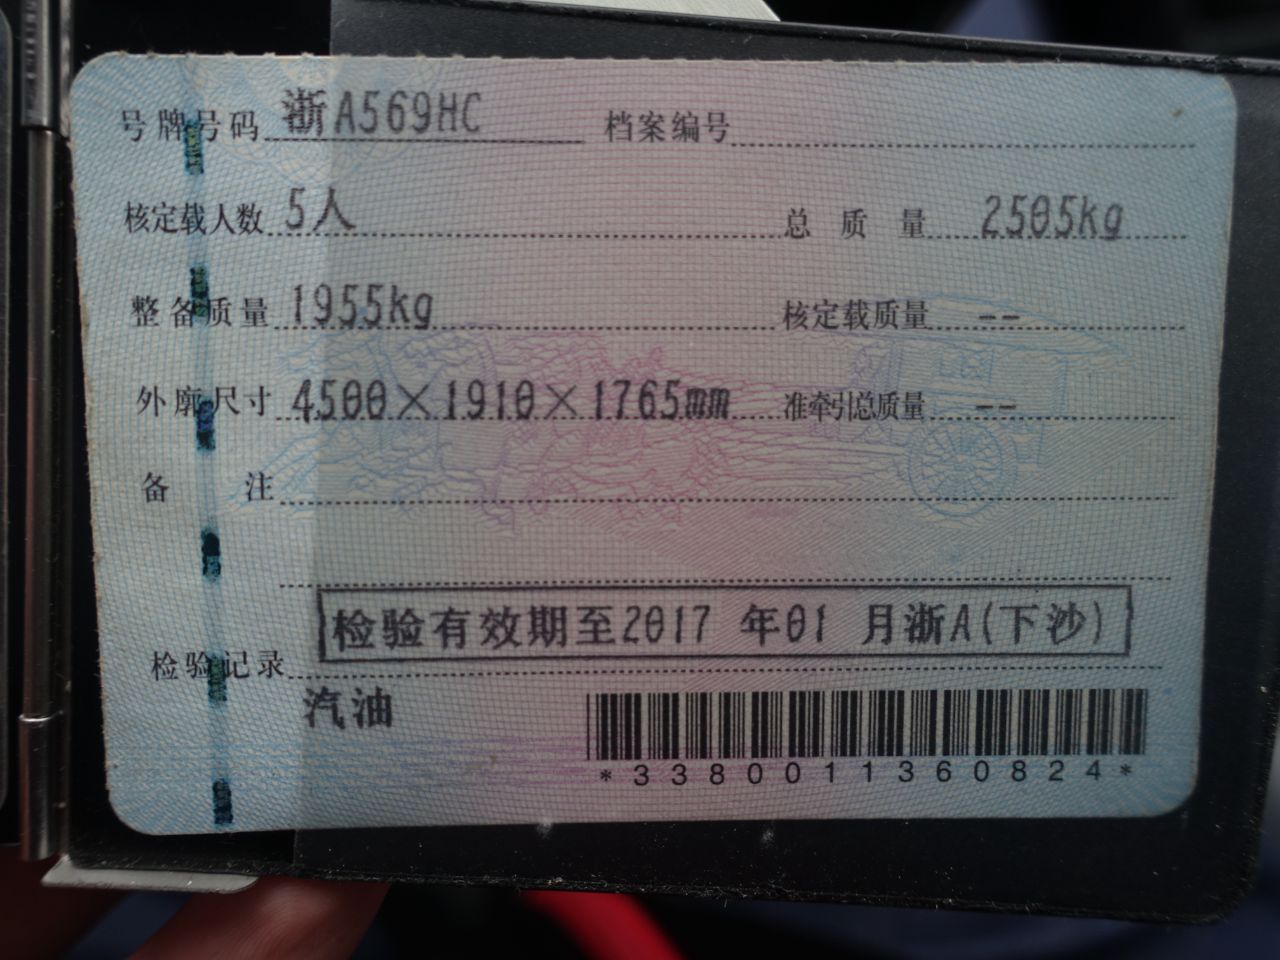 号牌号码 浙A569HC 档案编号
核定载人数 5人 总质量 2505kg
整备质量 1955kg 核定载质量 --
外廓尺寸 4500×1910×1765mm 准牵引总质量 --
备注
检验有效期至2017 年01 月浙A(下沙)
检验记录
汽油
*3380011360824*